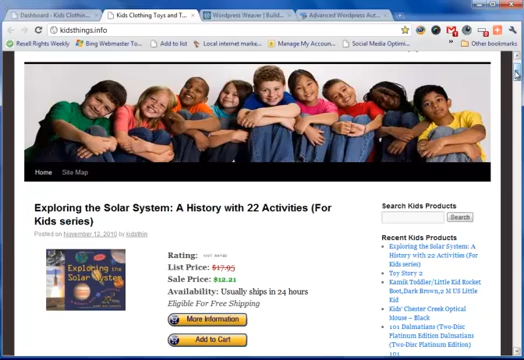 Dashboard - Kids Clothin...
Kids Clothing Toys and T...
Wordpress Weaver | Build...
Advanced Wordpress Aut...
kidsthings.info
Resell Rights Weekly
Bing Webmaster To...
Add to list
Local internet marke...
Manage My Accoun...
Social Media Optimi...
»
Other bookmarks
Home
Site Map
Exploring the Solar System: A History with 22 Activities (For
Kids series)
Posted on November 12, 2010 by kidsthin
Exploring the
Solar System
Rating:
List Price: $17.95
Sale Price: $12.21
Availability: Usually ships in 24 hours
Eligible For Free Shipping
More Information
Add to Cart
Search Kids Products
Search
Recent Kids Products
Exploring the Solar System: A
History with 22 Activities (For
Kids series)
Toy Story 2
Kamik Toddler/Little Kid Rocket
Boot,Dark Brown,2 M US Little
Kid
Kids' Chester Creek Optical
Mouse – Black
101 Dalmatians (Two-Disc
Platinum Edition Dalmatians
(Two-Disc Platinum Edition)
101